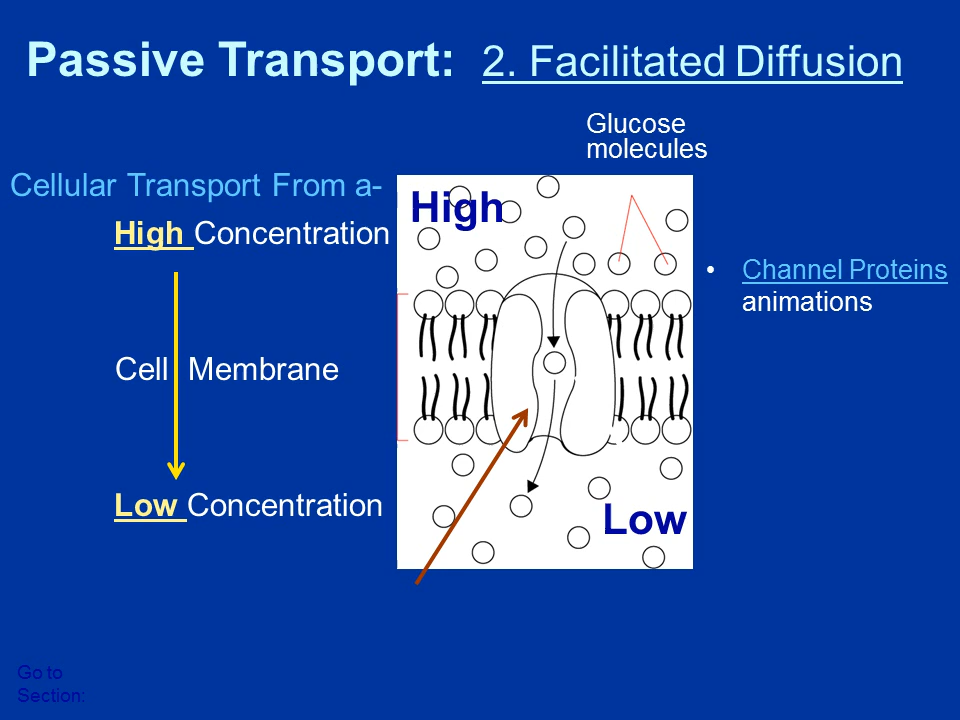 Passive Transport: 2. Facilitated Diffusion
Glucose
molecules
Cellular Transport From a-
High Concentration
High
• Channel Proteins
animations
Cell Membrane
Low Concentration
Low
Go to
Section: